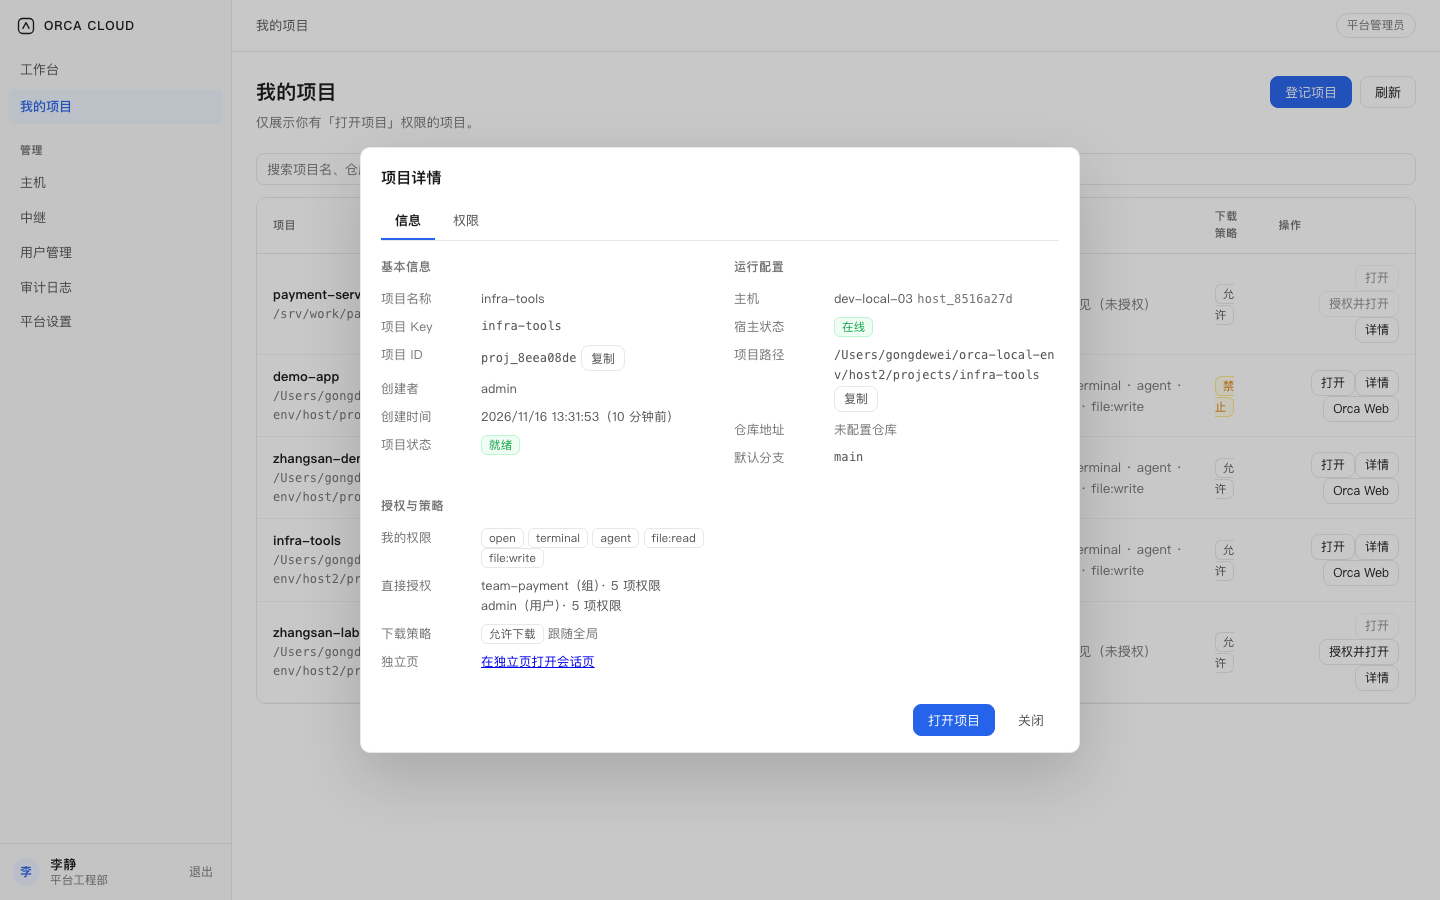 ORCA CLOUD
我的项目
平台管理员
工作台
我的项目
管理
主机
中继
用户管理
审计日志
平台设置
李
李静
平台工程部
退出
我的项目
仅展示你有「打开项目」权限的项目。
登记项目
刷新
搜索项目名、仓
项目
下载
策略
操作
payment-serv
/srv/work/pa
见（未授权）
允
许
打开
授权并打开
详情
demo-app
/Users/gongd
env/host/pro
erminal · agent ·
· file:write
禁
止
打开
详情
Orca Web
zhangsan-der
/Users/gongd
env/host/pro
erminal · agent ·
· file:write
允
许
打开
详情
Orca Web
infra-tools
/Users/gongd
env/host2/pr
erminal · agent ·
· file:write
允
许
打开
详情
Orca Web
zhangsan-lab
/Users/gongd
env/host2/pr
见（未授权）
允
许
打开
授权并打开
详情
项目详情
信息
权限
基本信息
项目名称
infra-tools
项目 Key
infra-tools
项目 ID
proj_8eea08de
复制
创建者
admin
创建时间
2026/11/16 13:31:53（10 分钟前）
项目状态
就绪
运行配置
主机
dev-local-03 host_8516a27d
宿主状态
在线
项目路径
/Users/gongdewei/orca-local-en
v/host2/projects/infra-tools
复制
仓库地址
未配置仓库
默认分支
main
授权与策略
我的权限
open
terminal
agent
file:read
file:write
直接授权
team-payment（组）· 5 项权限
admin（用户）· 5 项权限
下载策略
允许下载 跟随全局
独立页
在独立页打开会话页
打开项目
关闭